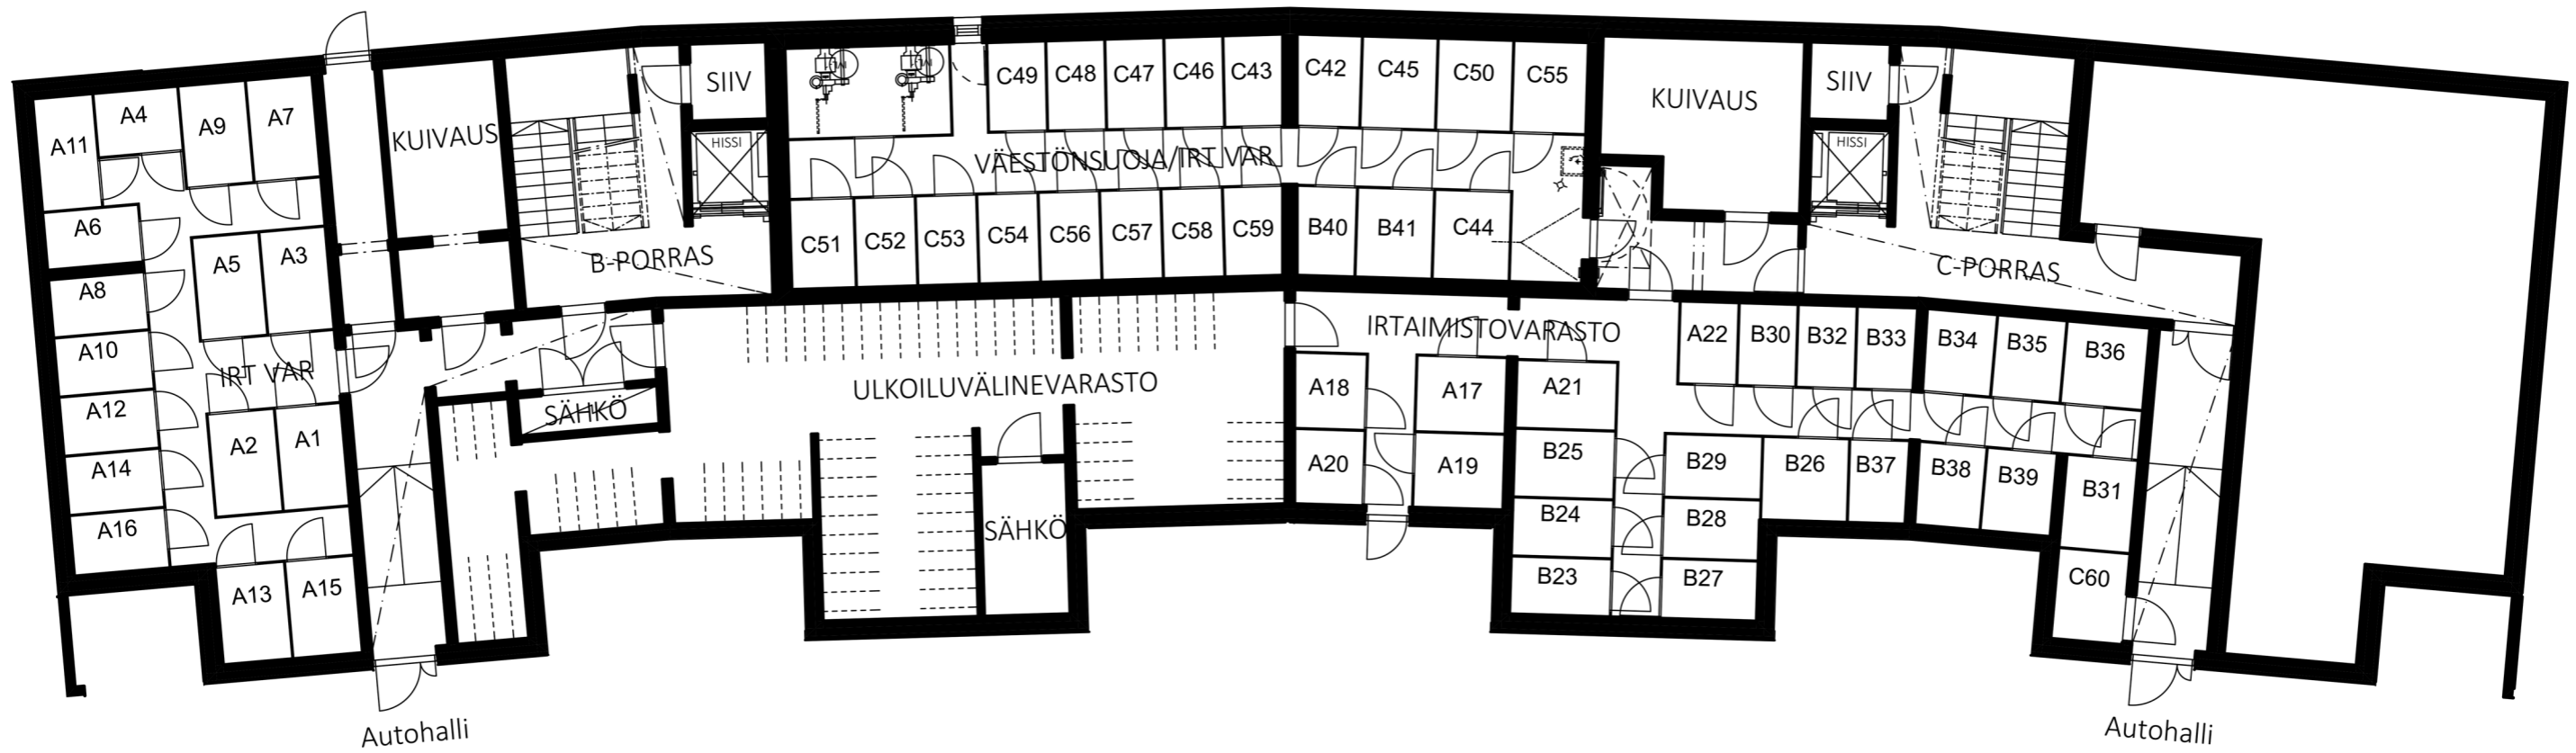 C49
C48
C47
C46
C43
C42
C45
C50
C55
SIIV
KUIVAUS
SIIV
A11
A4
A9
A7
KUIVAUS
HISSI
HISSI
VÄESTÖNSUOJA/IRT VAR
A6
A5
A3
B-PORRAS
C51
C52
C53
C54
C56
C57
C58
C59
B40
B41
C44
C-PORRAS
A8
A10
IRT VAR
IRTAIMISTOVARASTO
A22
B30
B32
B33
B34
B35
B36
ULKOILUVÄLINEVARASTO
A18
A17
A21
A12
A2
A1
SÄHKÖ
A14
A20
A19
B25
B29
B26
B37
B38
B39
B31
A16
SÄHKÖ
B24
B28
A13
A15
B23
B27
C60
Autohalli
Autohalli